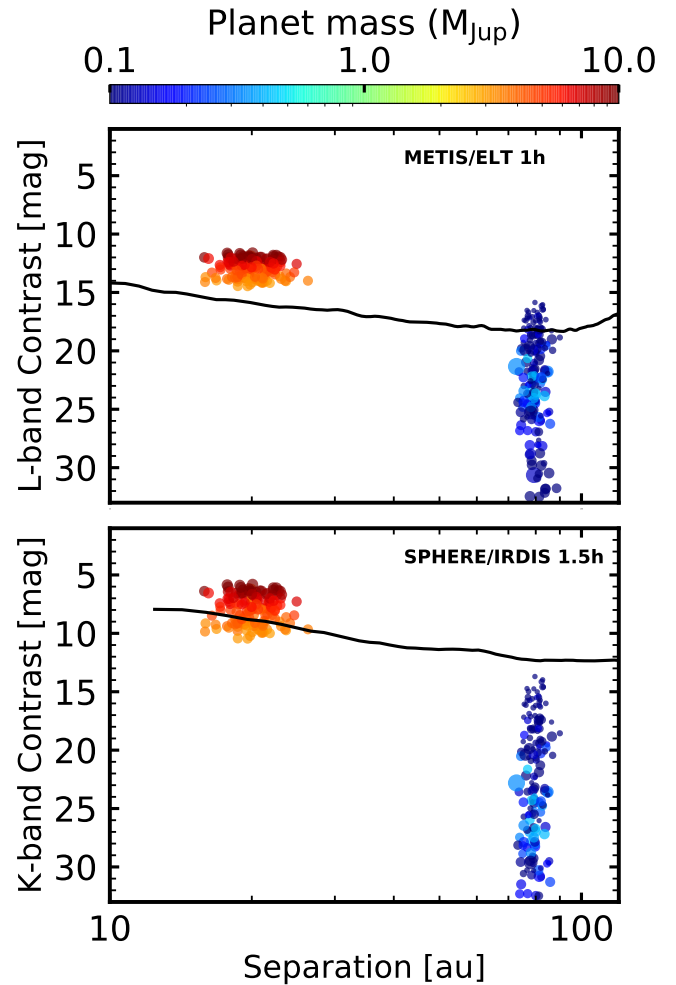 Planet mass (M_Jup)
0.1 1.0 10.0
METIS/ELT 1h
L-band Contrast [mag]
5
10
15
20
25
30
SPHERE/IRDIS 1.5h
K-band Contrast [mag]
5
10
15
20
25
30
10 100
Separation [au]